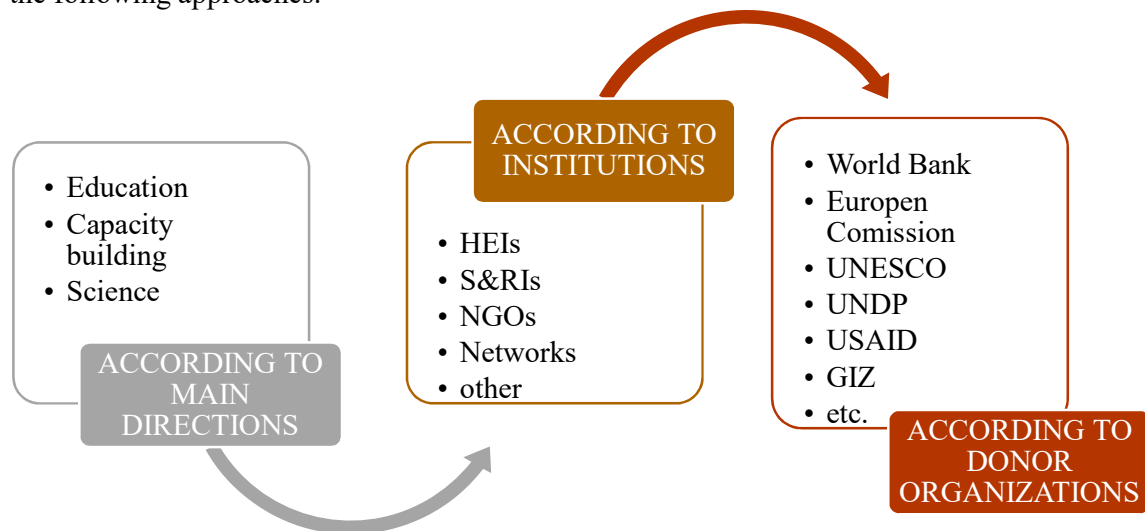 the following approaches:
• Education
• Capacity
building
• Science
ACCORDING TO
MAIN
DIRECTIONS
ACCORDING TO
INSTITUTIONS
• HEIs
• S&RIs
• NGOs
• Networks
• other
• World Bank
• Europen
Comission
• UNESCO
• UNDP
• USAID
• GIZ
• etc.
ACCORDING TO
DONOR
ORGANIZATIONS